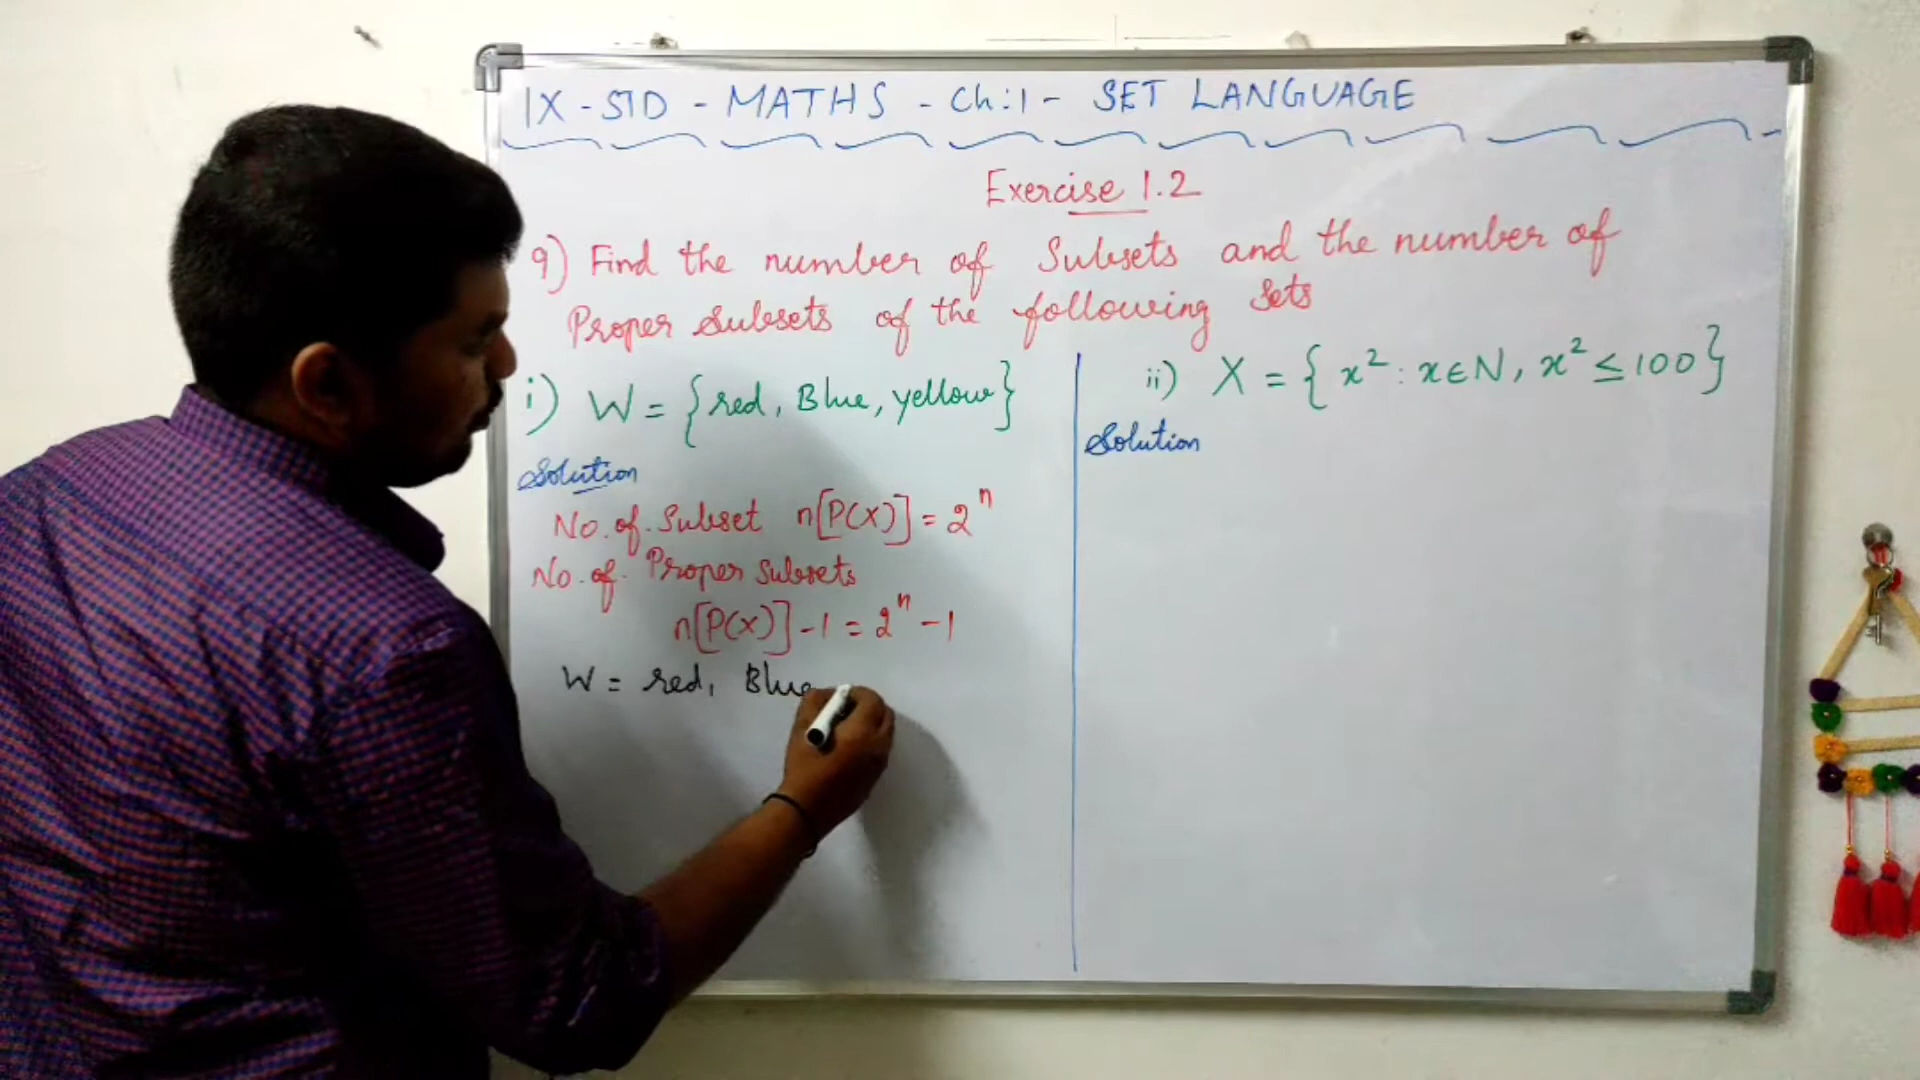 IX - STD - MATHS - Ch:1 - SET LANGUAGE
Exercise 1.2
9) Find the number of Subsets and the number of
Proper Subsets of the following Sets
i) W = {red, Blue, yellow}
Solution
No. of. Subset n[P(X)] = 2ⁿ
No. of. Proper Subsets
n[P(X)] - 1 = 2ⁿ - 1
W = red, Blue
ii) X = {x² : x∈N, x² ≤ 100}
Solution